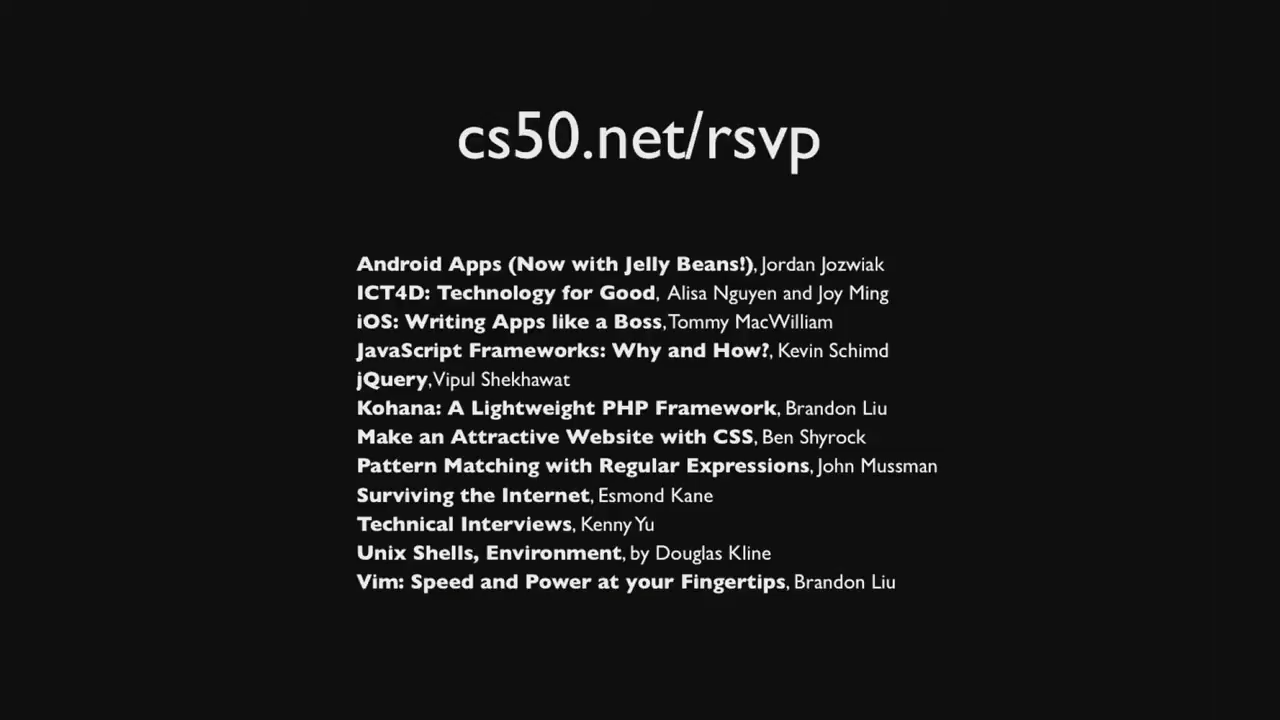 cs50.net/rsvp
Android Apps (Now with Jelly Beans!), Jordan Jozwiak
ICT4D: Technology for Good, Alisa Nguyen and Joy Ming
iOS: Writing Apps like a Boss, Tommy MacWilliam
JavaScript Frameworks: Why and How?, Kevin Schimd
jQuery, Vipul Shekhawat
Kohana: A Lightweight PHP Framework, Brandon Liu
Make an Attractive Website with CSS, Ben Shyrock
Pattern Matching with Regular Expressions, John Mussman
Surviving the Internet, Esmond Kane
Technical Interviews, Kenny Yu
Unix Shells, Environment, by Douglas Kline
Vim: Speed and Power at your Fingertips, Brandon Liu